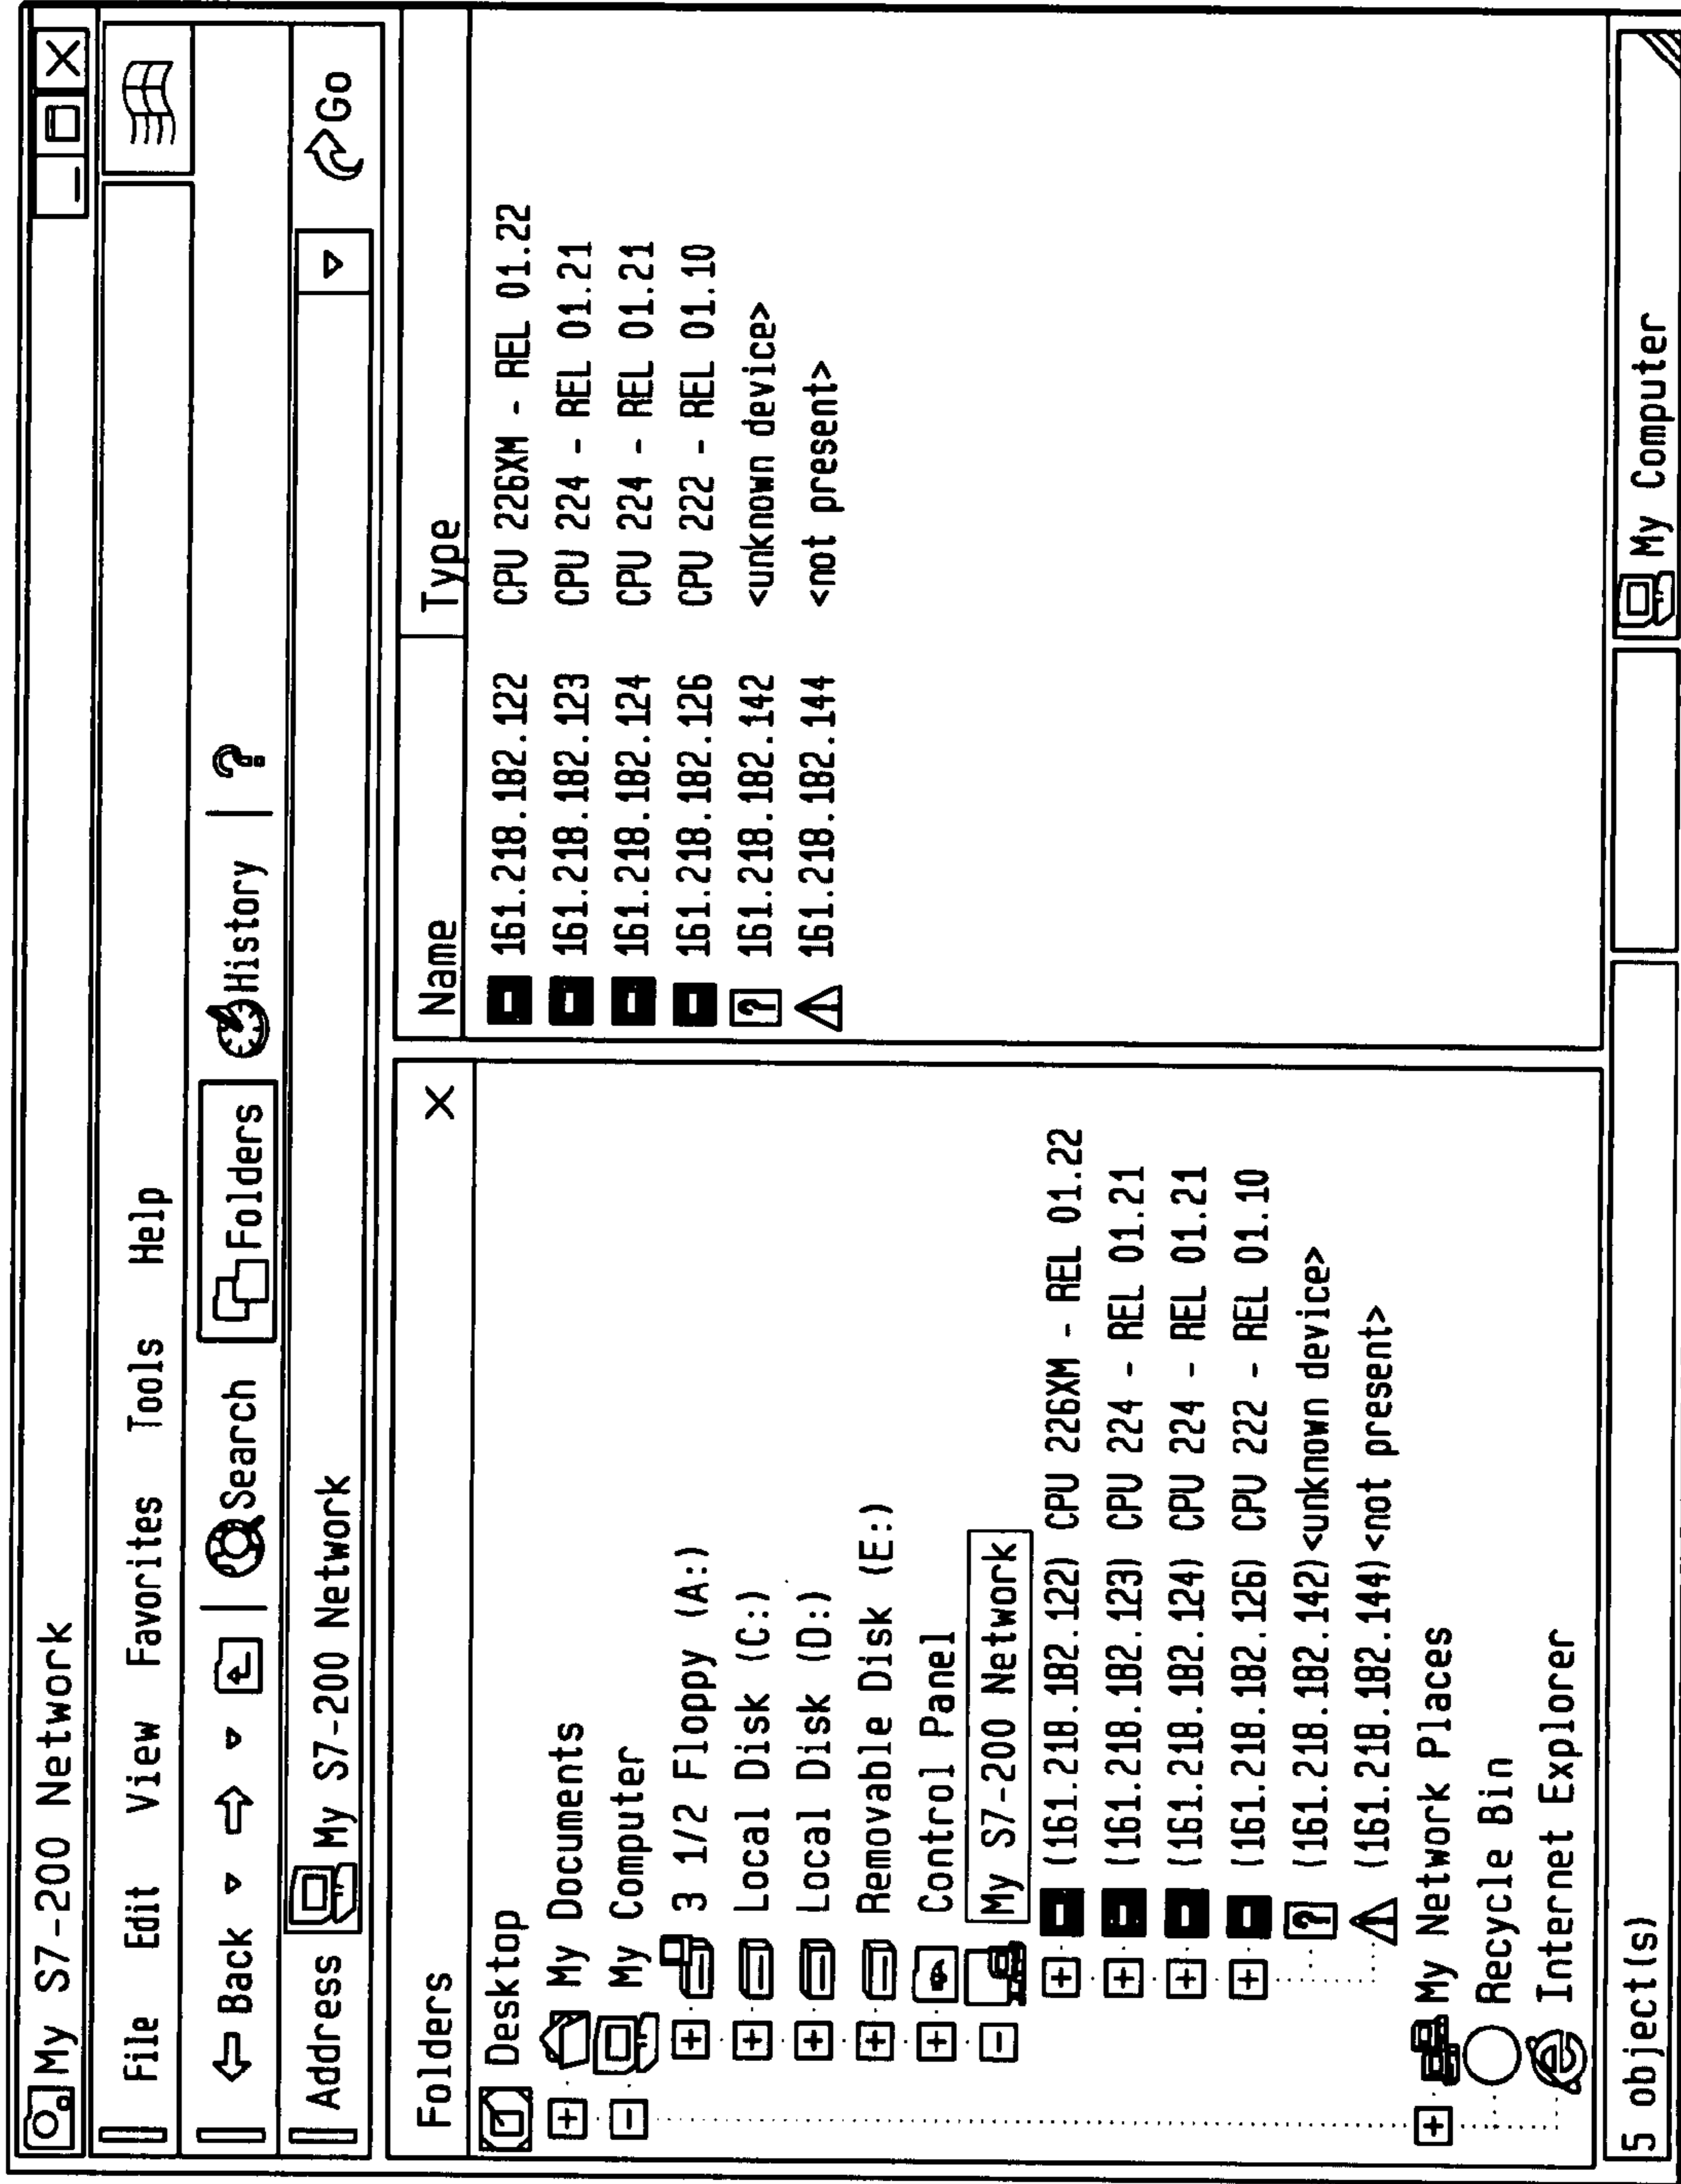 My S7-200 Network
File Edit View Favorites Tools Help
Back Search Folders History ?
Address My S7-200 Network Go
Folders X
Desktop
My Documents
My Computer
3 1/2 Floppy (A:)
Local Disk (C:)
Local Disk (D:)
Removable Disk (E:)
Control Panel
My S7-200 Network
(161.218.182.122) CPU 226XM - REL 01.22
(161.218.182.123) CPU 224 - REL 01.21
(161.218.182.124) CPU 224 - REL 01.21
(161.218.182.126) CPU 222 - REL 01.10
(161.218.182.142)<unknown device>
(161.218.182.144)<not present>
My Network Places
Recycle Bin
Internet Explorer
Name Type
161.218.182.122 CPU 226XM - REL 01.22
161.218.182.123 CPU 224 - REL 01.21
161.218.182.124 CPU 224 - REL 01.21
161.218.182.126 CPU 222 - REL 01.10
161.218.182.142 <unknown device>
161.218.182.144 <not present>
5 object(s) My Computer